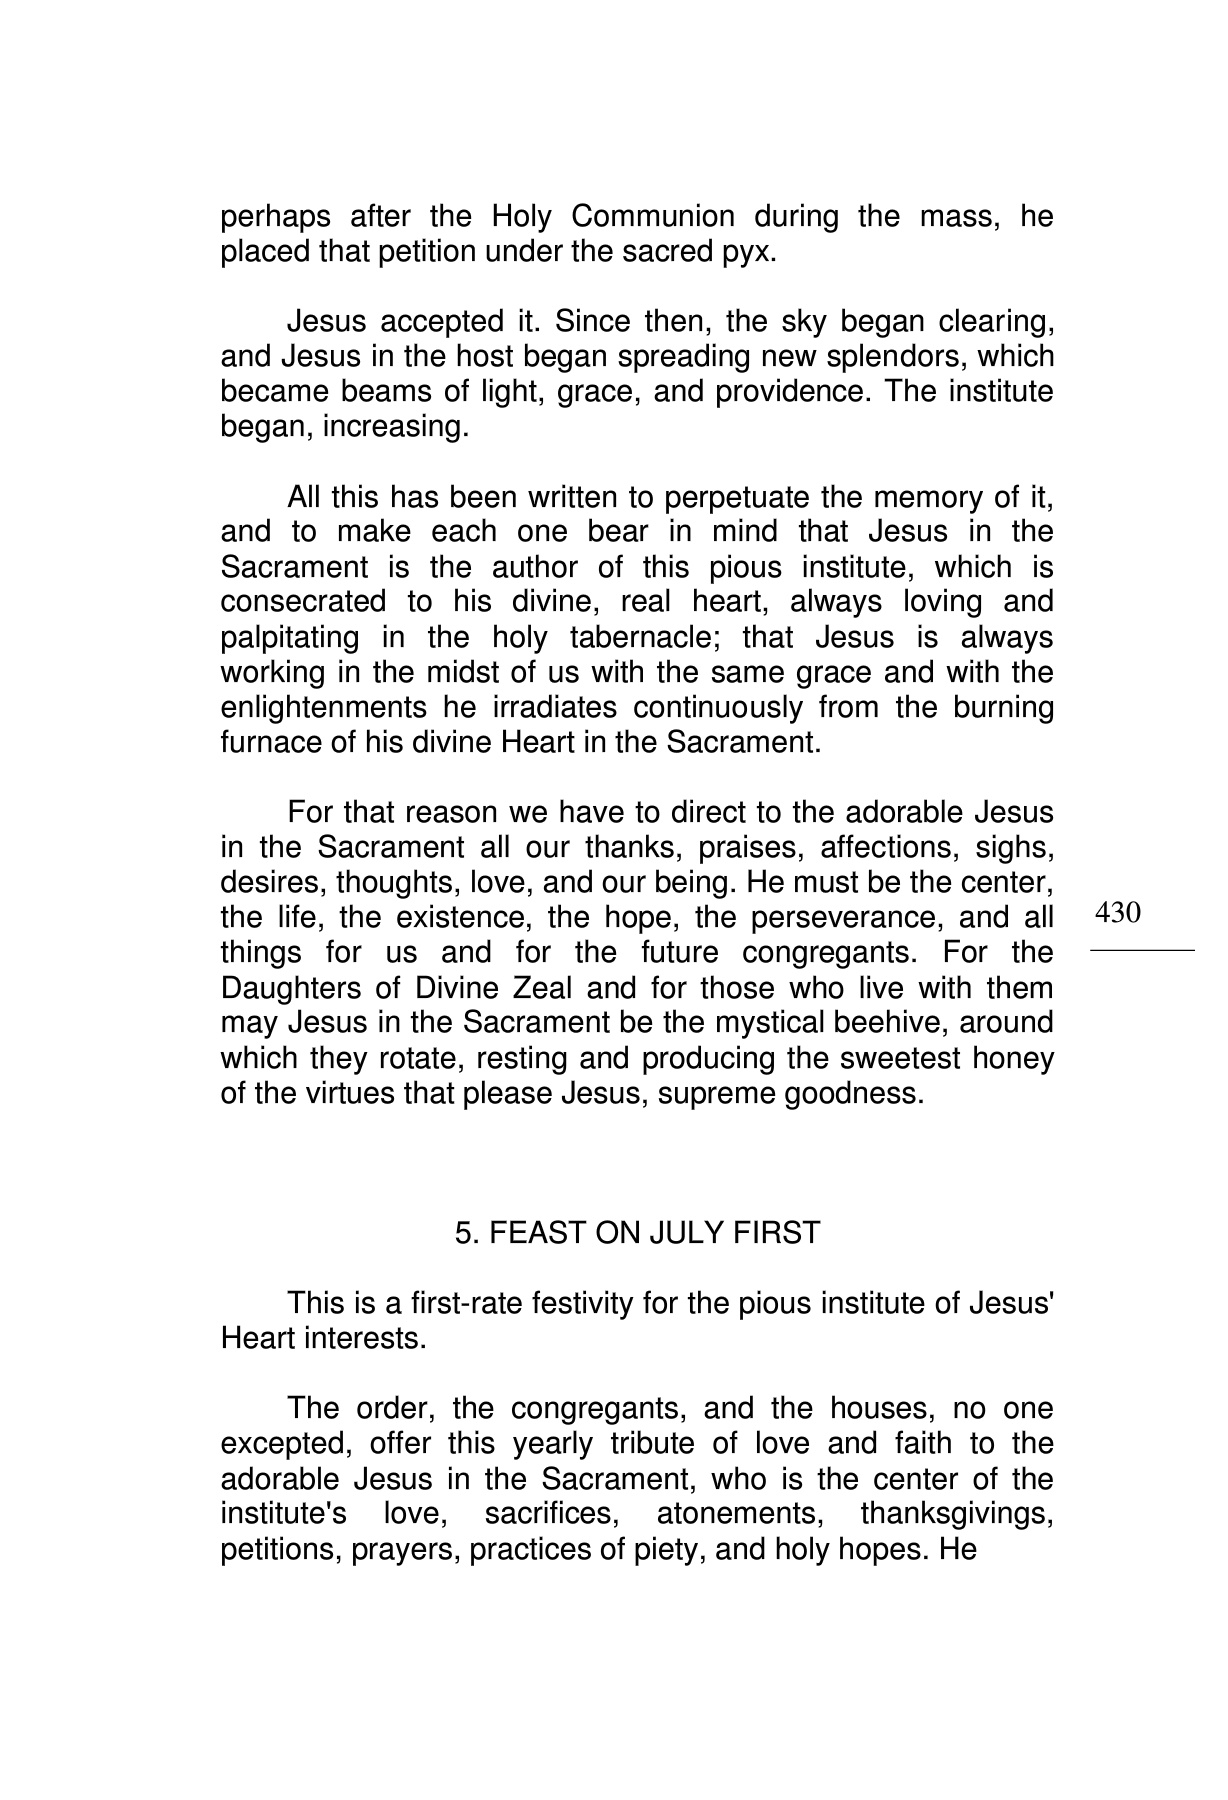 perhaps after the Holy Communion during the mass, he
placed that petition under the sacred pyx.
Jesus accepted it. Since then, the sky began clearing,
and Jesus in the host began spreading new splendors, which
became beams of light, grace, and providence. The institute
began, increasing.
All this has been written to perpetuate the memory of it,
and to make each one bear in mind that Jesus in the
Sacrament is the author of this pious institute, which is
consecrated to his divine, real heart, always loving and
palpitating in the holy tabernacle; that Jesus is always
working in the midst of us with the same grace and with the
enlightenments he irradiates continuously from the burning
furnace of his divine Heart in the Sacrament.
For that reason we have to direct to the adorable Jesus
in the Sacrament all our thanks, praises, affections, sighs,
desires, thoughts, love, and our being. He must be the center,
the life, the existence, the hope, the perseverance, and all
things for us and for the future congregants. For the
Daughters of Divine Zeal and for those who live with them
may Jesus in the Sacrament be the mystical beehive, around
which they rotate, resting and producing the sweetest honey
of the virtues that please Jesus, supreme goodness.
430
5. FEAST ON JULY FIRST
This is a first-rate festivity for the pious institute of Jesus'
Heart interests.
The order, the congregants, and the houses, no one
excepted, offer this yearly tribute of love and faith to the
adorable Jesus in the Sacrament, who is the center of the
institute's love, sacrifices, atonements, thanksgivings,
petitions, prayers, practices of piety, and holy hopes. He